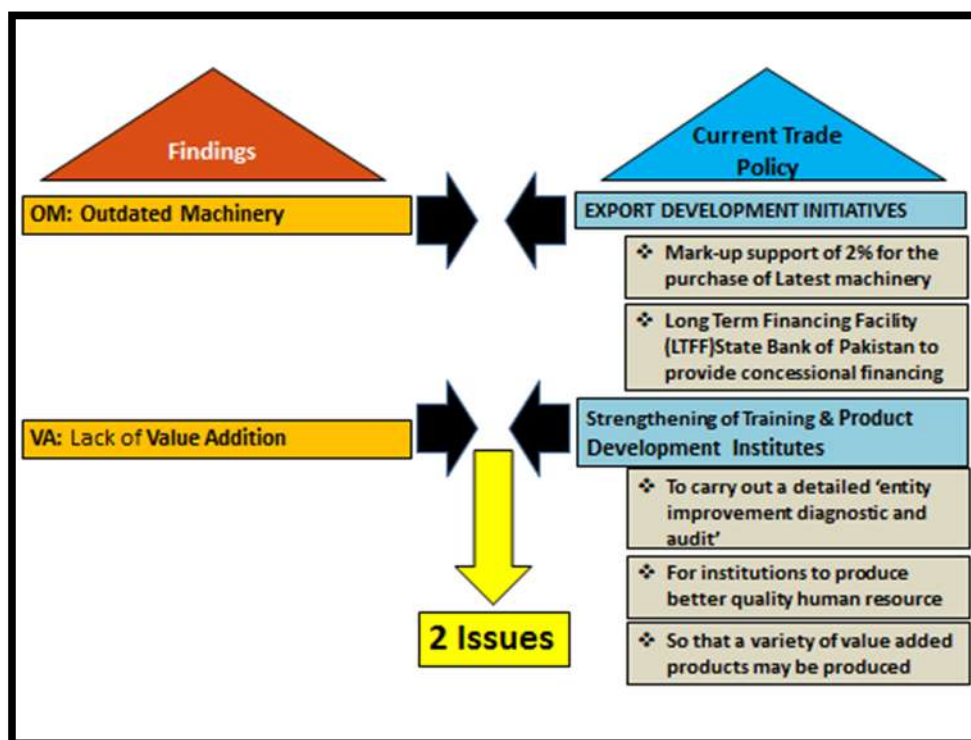 Findings
Current Trade
Policy
OM: Outdated Machinery
EXPORT DEVELOPMENT INITIATIVES
❖ Mark-up support of 2% for the
purchase of Latest machinery
❖ Long Term Financing Facility
(LTFF)State Bank of Pakistan to
provide concessional financing
VA: Lack of Value Addition
Strengthening of Training & Product
Development Institutes
❖ To carry out a detailed ‘entity
improvement diagnostic and
audit’
❖ For institutions to produce
better quality human resource
❖ So that a variety of value added
products may be produced
2 Issues